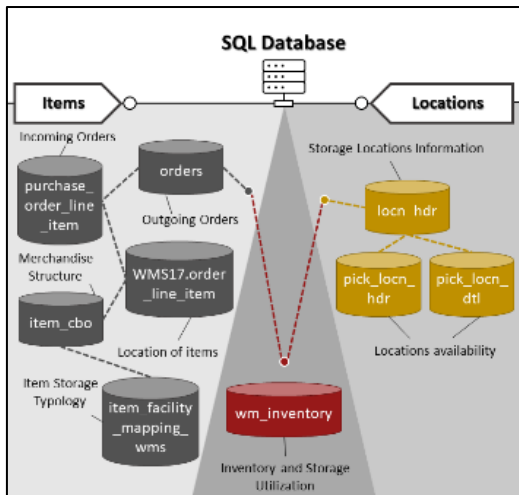 SQL Database
Items
Locations
Incoming Orders
purchase_
order_line
_item
orders
Outgoing Orders
Merchandise
Structure
WMS17.order
_line_item
item_cbo
Location of items
Item Storage
Typology
item_facility
_mapping_
wms
Storage Locations Information
locn_hdr
pick_locn_
hdr
pick_locn_
dtl
Locations availability
wm_inventory
Inventory and Storage
Utilization